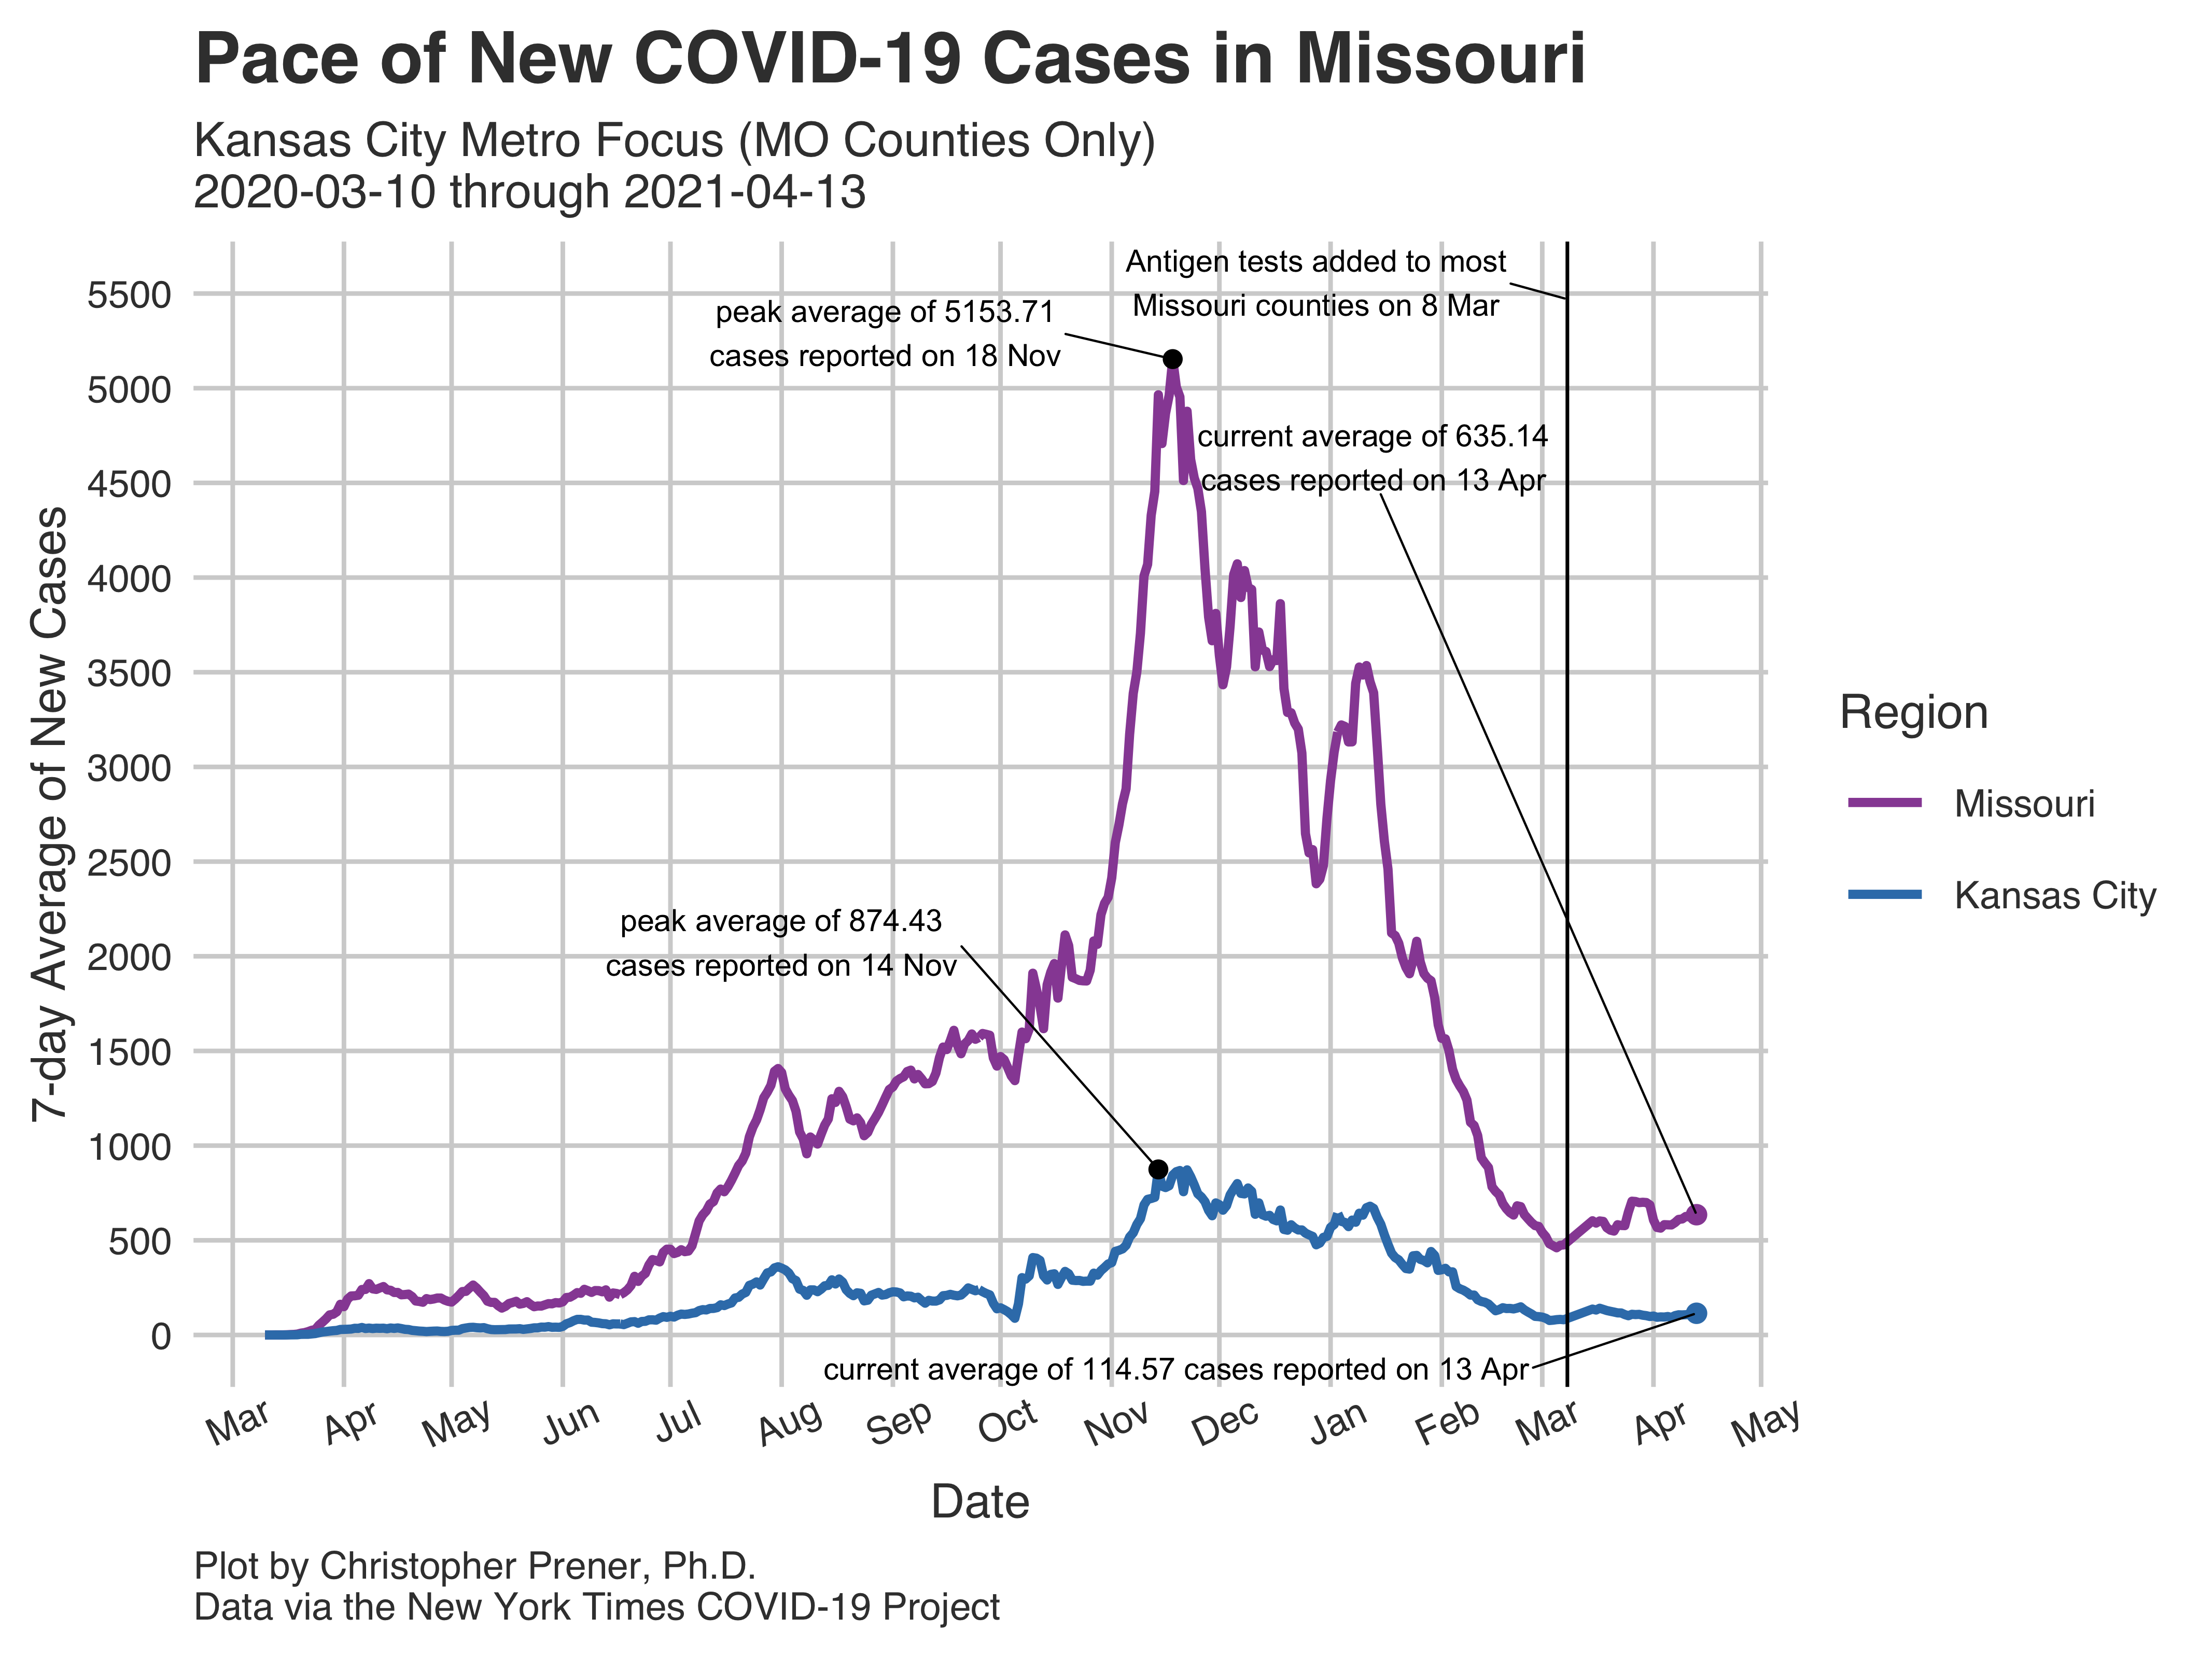 Pace of New COVID-19 Cases in Missouri
Kansas City Metro Focus (MO Counties Only)
2020-03-10 through 2021-04-13
Antigen tests added to most
Missouri counties on 8 Mar
peak average of 5153.71
cases reported on 18 Nov
current average of 635.14
cases reported on 13 Apr
peak average of 874.43
cases reported on 14 Nov
current average of 114.57 cases reported on 13 Apr
7-day Average of New Cases
5500
5000
4500
4000
3500
3000
2500
2000
1500
1000
500
0
Mar Apr May Jun Jul Aug Sep Oct Nov Dec Jan Feb Mar Apr May
Date
Region
Missouri
Kansas City
Plot by Christopher Prener, Ph.D.
Data via the New York Times COVID-19 Project